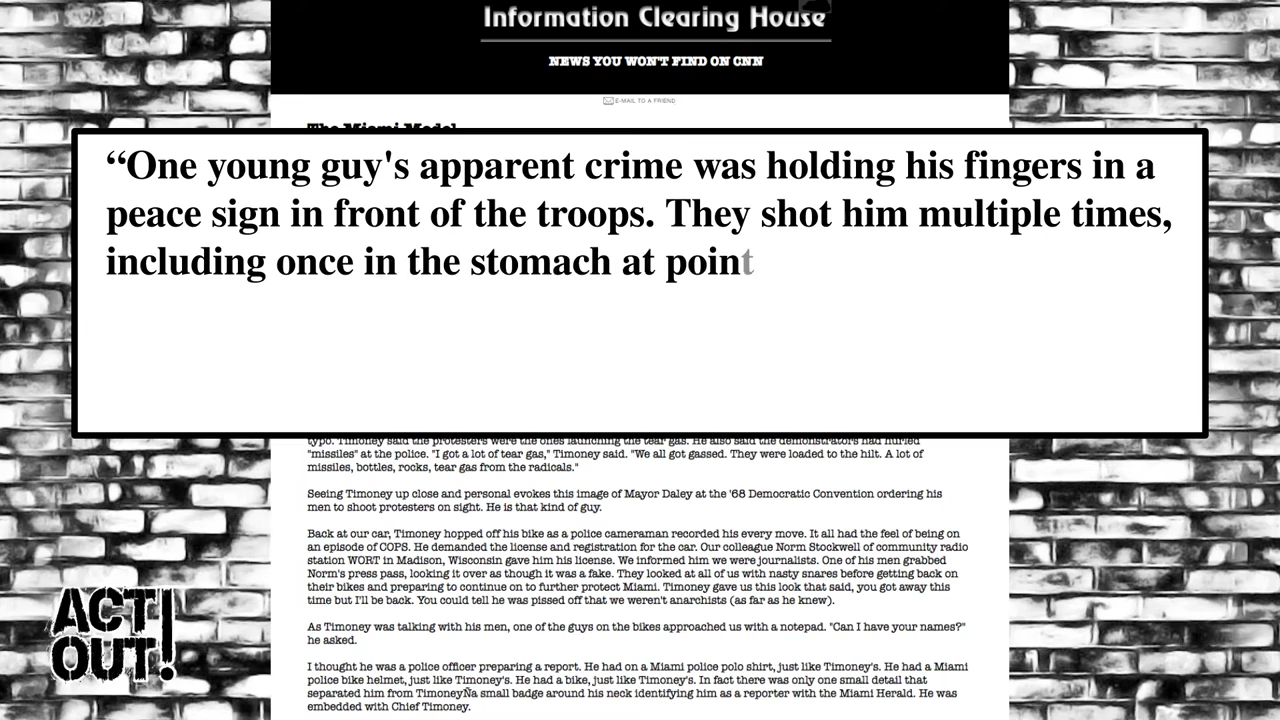 Information Clearing House
NEWS YOU WON'T FIND ON CNN
E-MAIL TO A FRIEND
The Miami Model
“One young guy's apparent crime was holding his fingers in a
peace sign in front of the troops. They shot him multiple times,
including once in the stomach at point
typo. Timoney said the protesters were the ones launching the tear gas. He also said the demonstrators had hurled
"missiles" at the police. "I got a lot of tear gas," Timoney said. "We all got gassed. They were loaded to the hilt. A lot of
missiles, bottles, rocks, tear gas from the radicals."
Seeing Timoney up close and personal evokes this image of Mayor Daley at the '68 Democratic Convention ordering his
men to shoot protesters on sight. He is that kind of guy.
Back at our car, Timoney hopped off his bike as a police cameraman recorded his every move. It all had the feel of being on
an episode of COPS. He demanded the license and registration for the car. Our colleague Norm Stockwell of community radio
station WORT in Madison, Wisconsin gave him his license. We informed him we were journalists. One of his men grabbed
Norm's press pass, looking it over as though it was a fake. They looked at all of us with nasty snares before getting back on
their bikes and preparing to continue on to further protect Miami. Timoney gave us this look that said, you got away this
time but I'll be back. You could tell he was pissed off that we weren't anarchists (as far as he knew).
As Timoney was talking with his men, one of the guys on the bikes approached us with a notepad. "Can I have your names?"
he asked.
I thought he was a police officer preparing a report. He had on a Miami police polo shirt, just like Timoney's. He had a Miami
police bike helmet, just like Timoney's. He had a bike, just like Timoney's. In fact there was only one small detail that
separated him from TimoneyÑa small badge around his neck identifying him as a reporter with the Miami Herald. He was
embedded with Chief Timoney.
ACT
OUT!